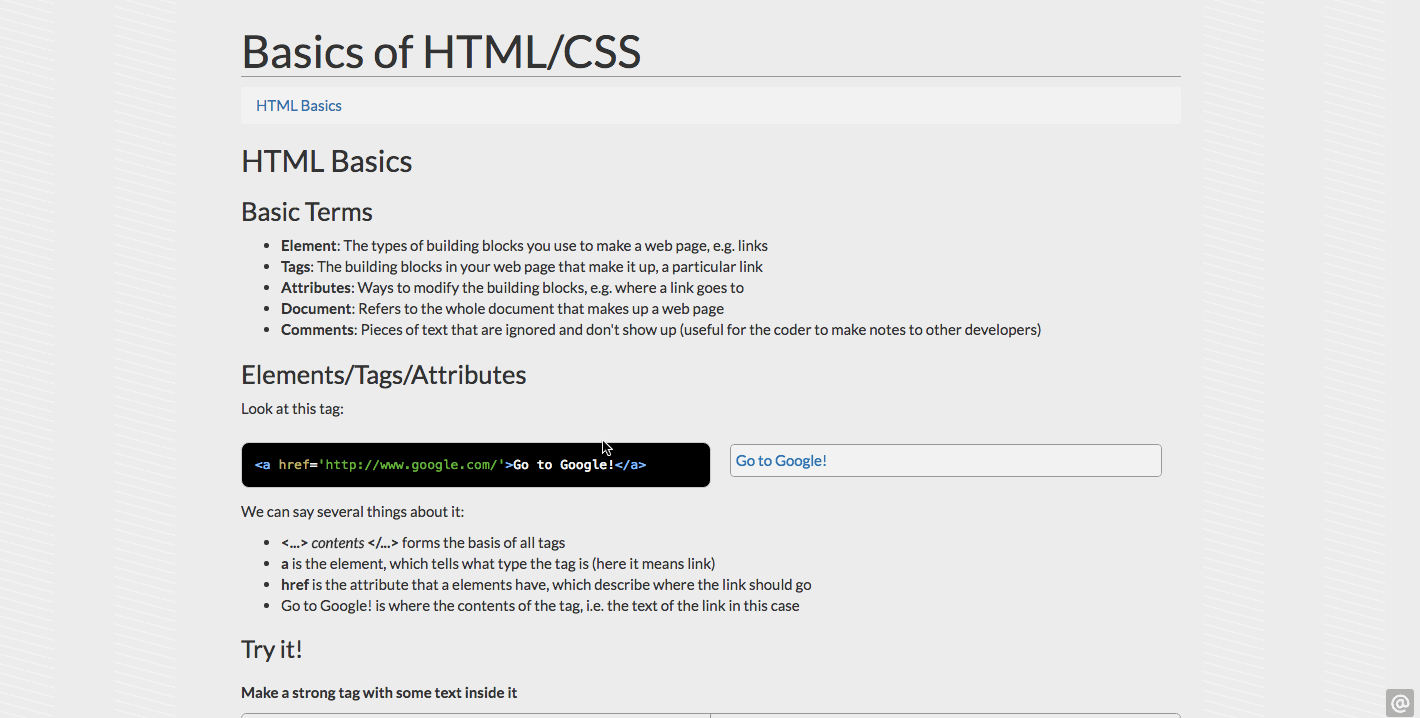 Basics of HTML/CSS
HTML Basics
HTML Basics
Basic Terms
Element: The types of building blocks you use to make a web page, e.g. links
Tags: The building blocks in your web page that make it up, a particular link
Attributes: Ways to modify the building blocks, e.g. where a link goes to
Document: Refers to the whole document that makes up a web page
Comments: Pieces of text that are ignored and don't show up (useful for the coder to make notes to other developers)
Elements/Tags/Attributes
Look at this tag:
<a href='http://www.google.com/'>Go to Google!</a>
Go to Google!
We can say several things about it:
<...> contents </...> forms the basis of all tags
a is the element, which tells what type the tag is (here it means link)
href is the attribute that a elements have, which describe where the link should go
Go to Google! is where the contents of the tag, i.e. the text of the link in this case
Try it!
Make a strong tag with some text inside it
@